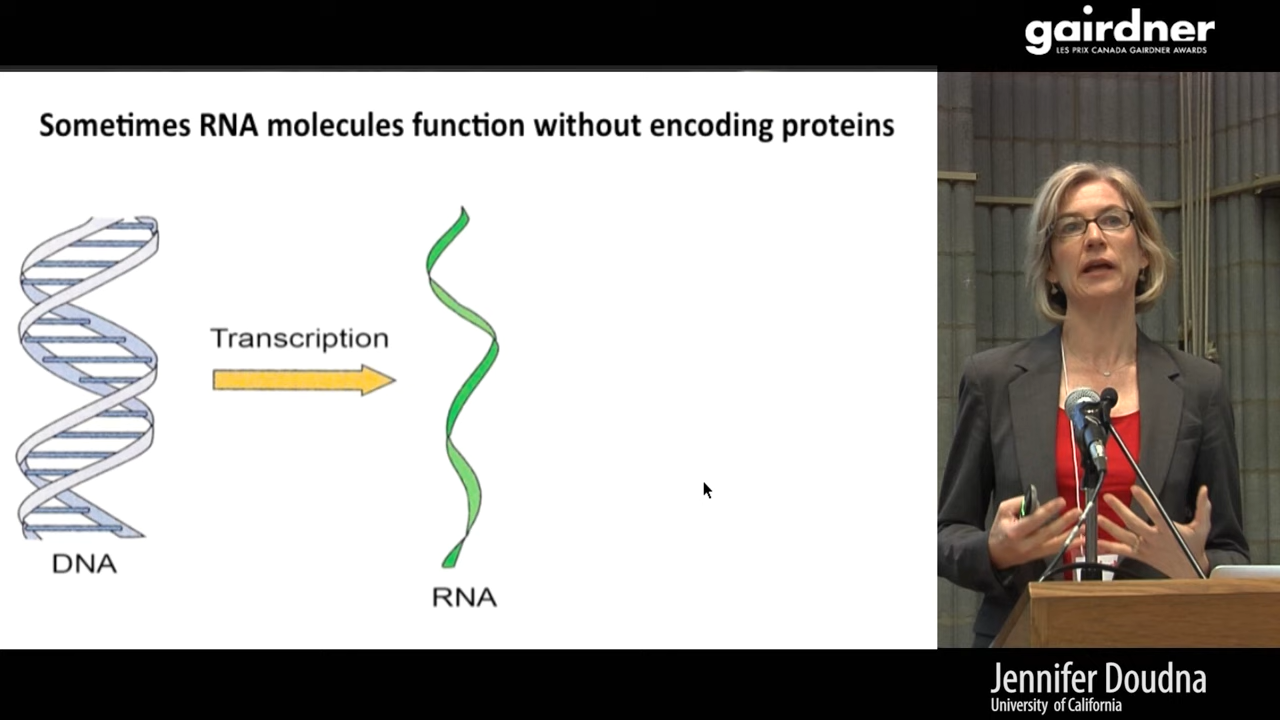 gairdner
LES PRIX CANADA GAIRDNER AWARDS
Sometimes RNA molecules function without encoding proteins
Transcription
DNA
RNA
Jennifer Doudna
University of California